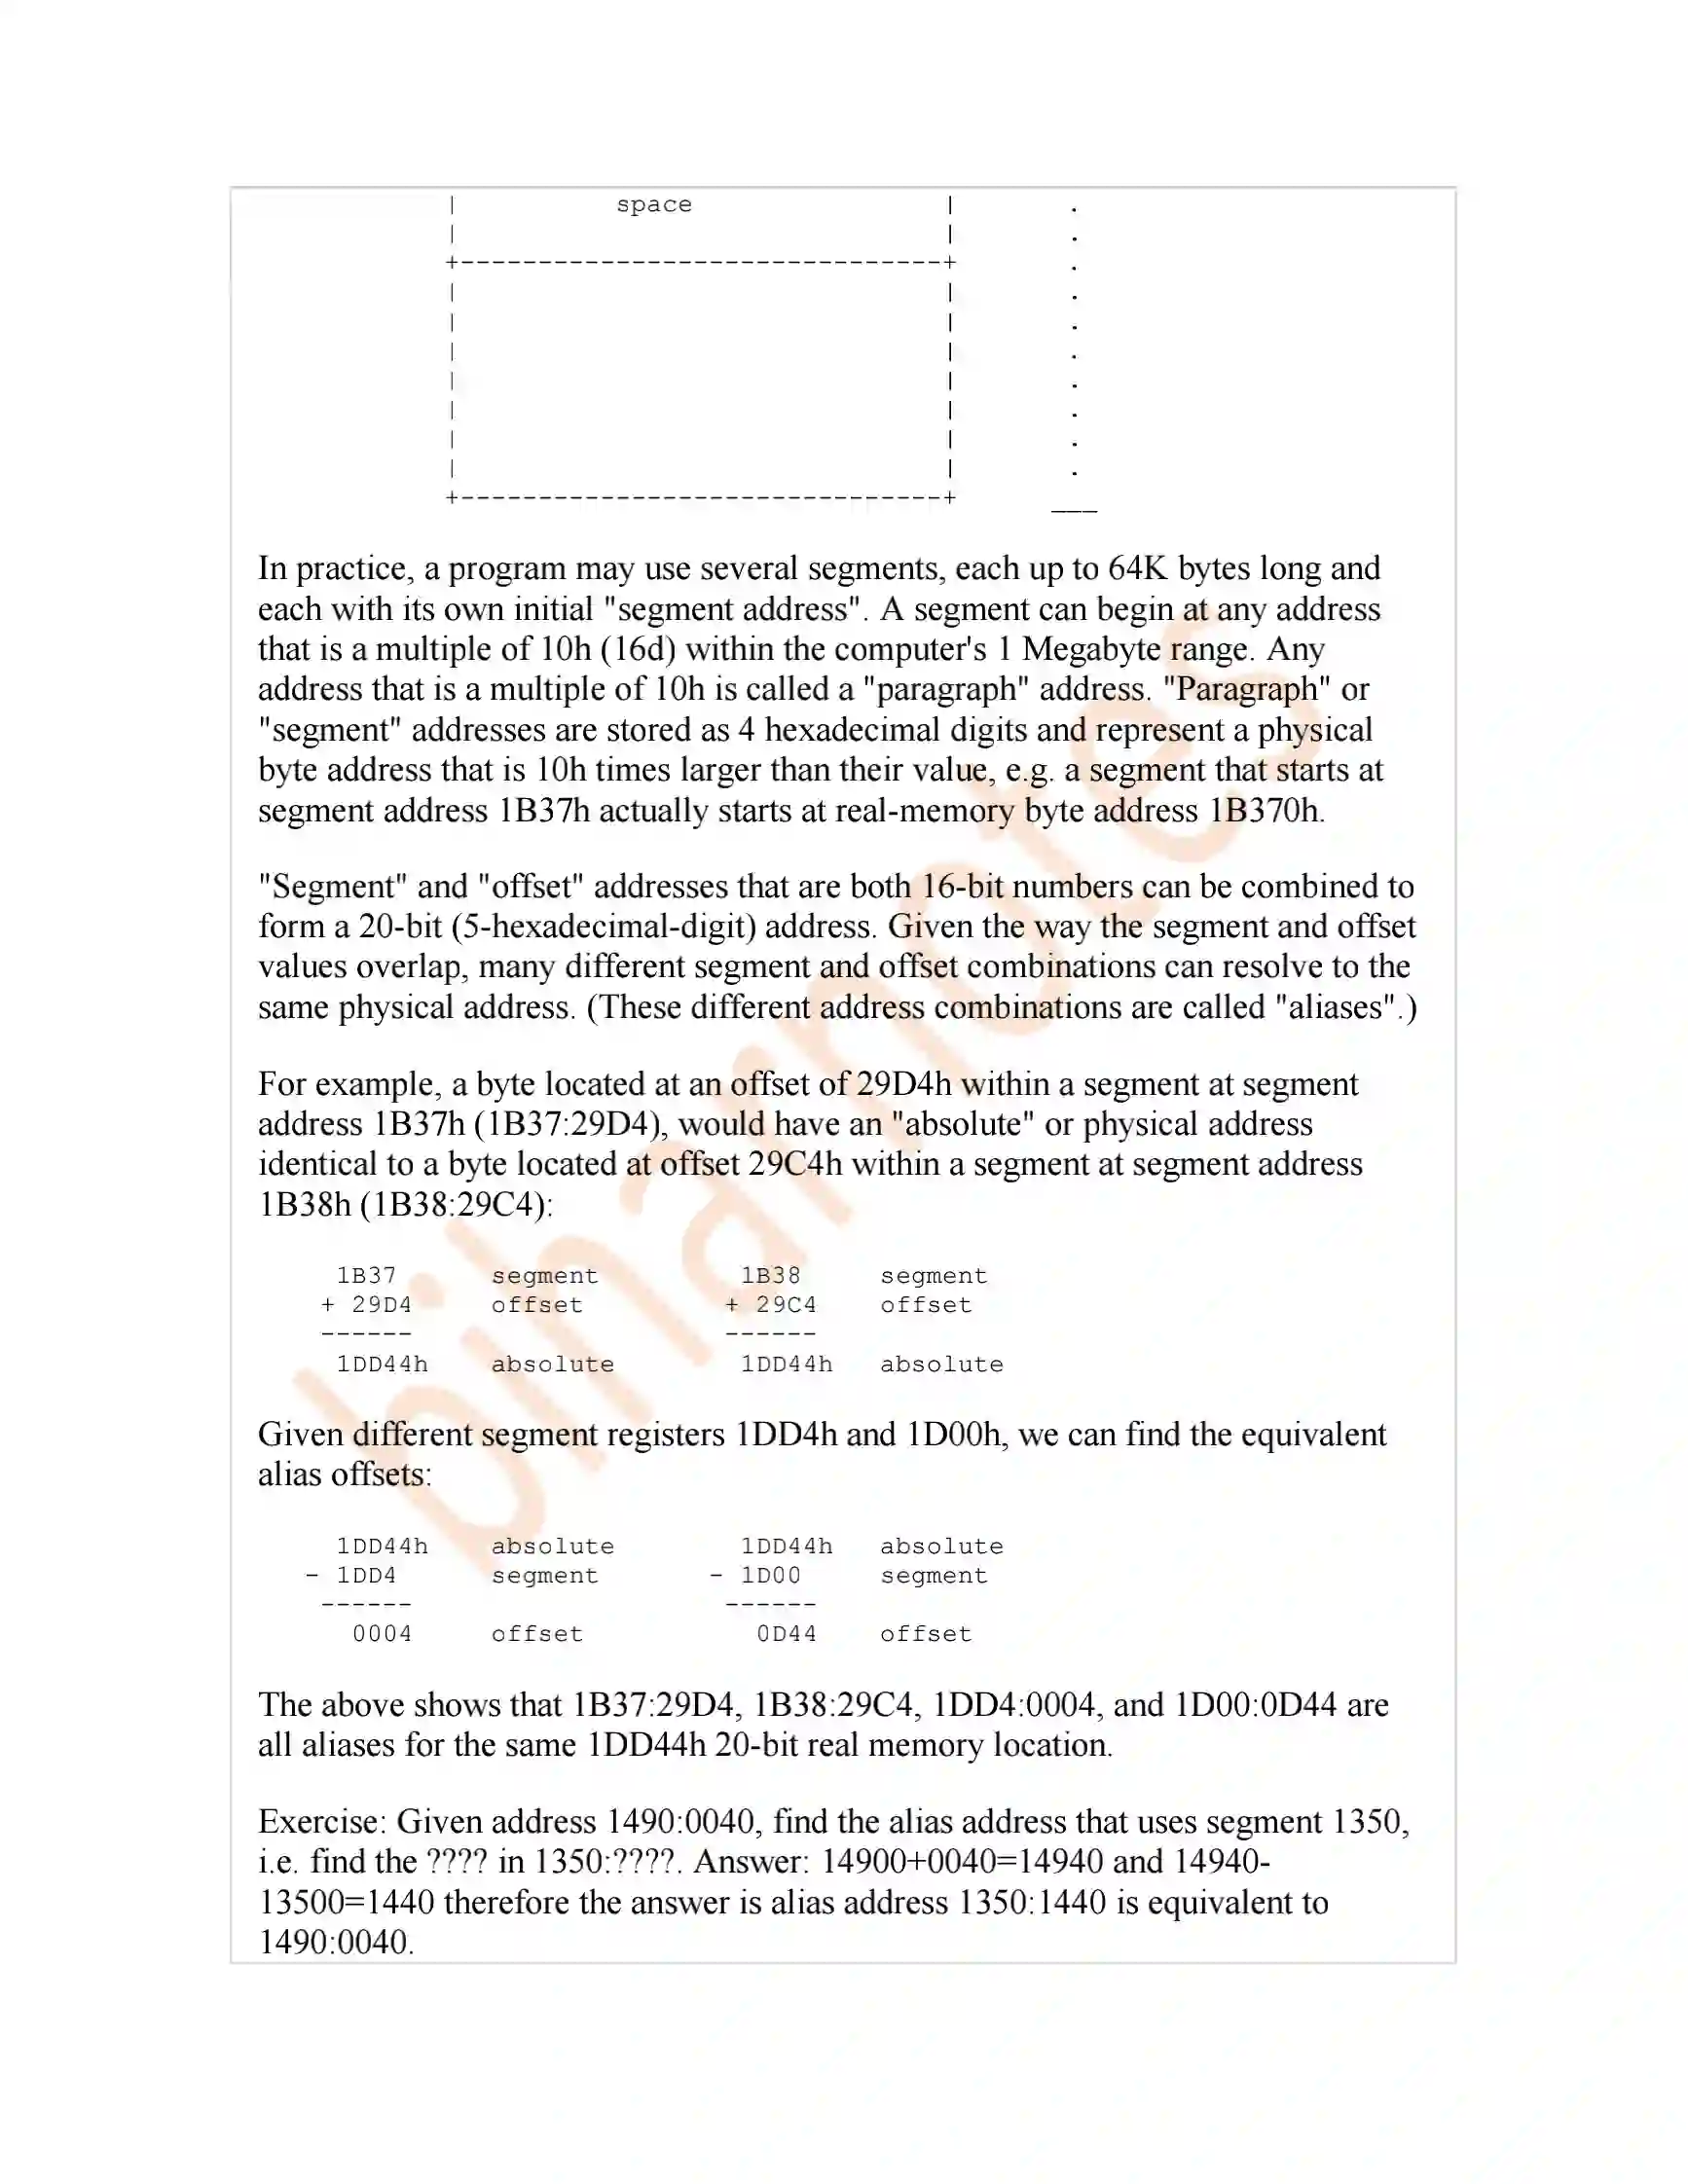 |          space                |       .
|                               |       .
+-------------------------------+       .
|                               |       .
|                               |       .
|                               |       .
|                               |       .
|                               |       .
|                               |       .
|                               |       .
+-------------------------------+      ___
In practice, a program may use several segments, each up to 64K bytes long and
each with its own initial "segment address". A segment can begin at any address
that is a multiple of 10h (16d) within the computer's 1 Megabyte range. Any
address that is a multiple of 10h is called a "paragraph" address. "Paragraph" or
"segment" addresses are stored as 4 hexadecimal digits and represent a physical
byte address that is 10h times larger than their value, e.g. a segment that starts at
segment address 1B37h actually starts at real-memory byte address 1B370h.
"Segment" and "offset" addresses that are both 16-bit numbers can be combined to
form a 20-bit (5-hexadecimal-digit) address. Given the way the segment and offset
values overlap, many different segment and offset combinations can resolve to the
same physical address. (These different address combinations are called "aliases".)
For example, a byte located at an offset of 29D4h within a segment at segment
address 1B37h (1B37:29D4), would have an "absolute" or physical address
identical to a byte located at offset 29C4h within a segment at segment address
1B38h (1B38:29C4):
  1B37     segment         1B38     segment
+ 29D4     offset        + 29C4     offset
------                   ------
 1DD44h    absolute       1DD44h    absolute
Given different segment registers 1DD4h and 1D00h, we can find the equivalent
alias offsets:
  1DD44h    absolute        1DD44h   absolute
- 1DD4      segment       - 1D00     segment
 ------                    ------
   0004     offset           0D44    offset
The above shows that 1B37:29D4, 1B38:29C4, 1DD4:0004, and 1D00:0D44 are
all aliases for the same 1DD44h 20-bit real memory location.
Exercise: Given address 1490:0040, find the alias address that uses segment 1350,
i.e. find the ???? in 1350:????. Answer: 14900+0040=14940 and 14940-
13500=1440 therefore the answer is alias address 1350:1440 is equivalent to
1490:0040.
biharnotes